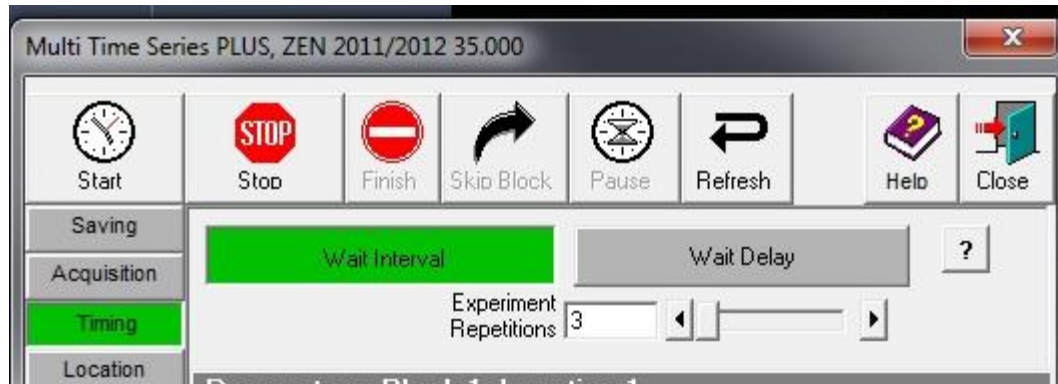 Multi Time Series PLUS, ZEN 2011/2012 35.000
STOP
Start Stop Finish Skip Block Pause Refresh Help Close
Saving
Acquisition
Timing
Location
Wait Interval Wait Delay ?
Experiment
Repetitions 3